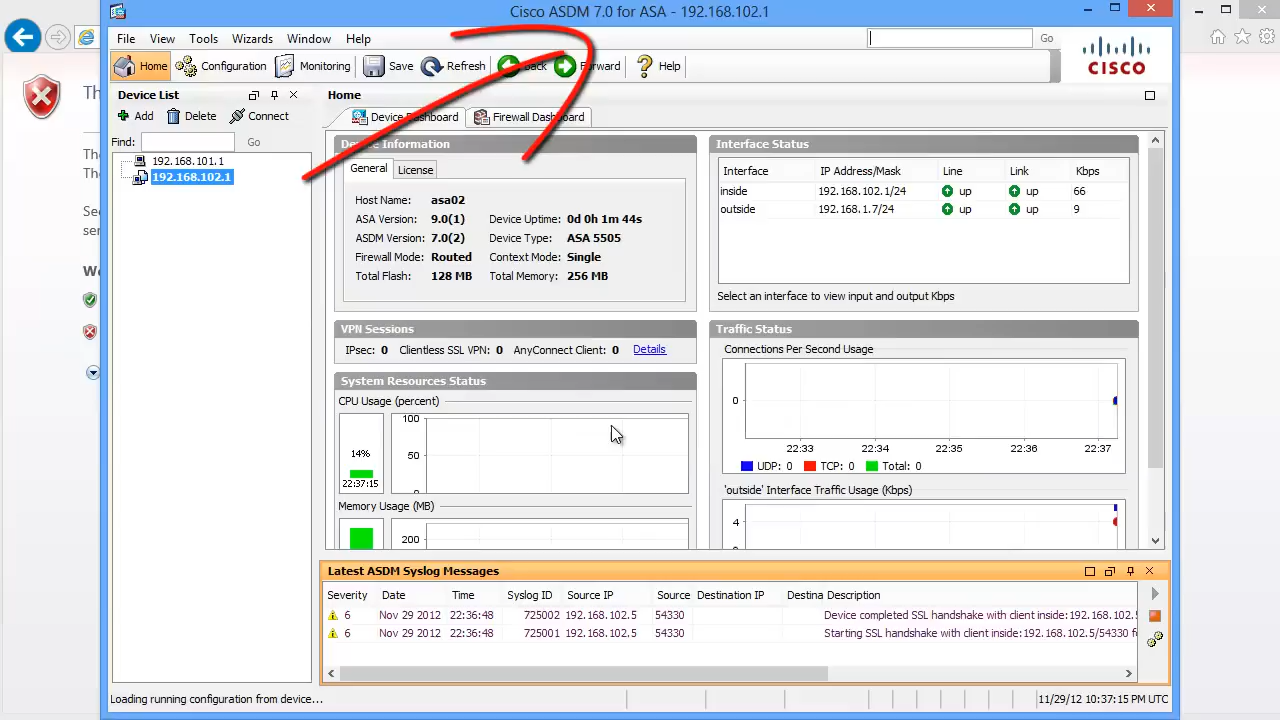 Cisco ASDM 7.0 for ASA - 192.168.102.1
File View Tools Wizards Window Help
Go
Home Configuration Monitoring Save Refresh Back Forward Help
CISCO
Device List
Add Delete Connect
Find: Go
192.168.101.1
192.168.102.1
Home
Device Dashboard Firewall Dashboard
Device Information
General License
Host Name: asa02
ASA Version: 9.0(1) Device Uptime: 0d 0h 1m 44s
ASDM Version: 7.0(2) Device Type: ASA 5505
Firewall Mode: Routed Context Mode: Single
Total Flash: 128 MB Total Memory: 256 MB
Interface Status
Interface IP Address/Mask Line Link Kbps
inside 192.168.102.1/24 up up 66
outside 192.168.1.7/24 up up 9
Select an interface to view input and output Kbps
VPN Sessions
IPsec: 0 Clientless SSL VPN: 0 AnyConnect Client: 0 Details
System Resources Status
CPU Usage (percent)
100
50
0
14%
22:37:15
Memory Usage (MB)
200
Traffic Status
Connections Per Second Usage
0
22:33 22:34 22:35 22:36 22:37
UDP: 0 TCP: 0 Total: 0
'outside' Interface Traffic Usage (Kbps)
4
Latest ASDM Syslog Messages
Severity Date Time Syslog ID Source IP Source Destination IP Destina Description
6 Nov 29 2012 22:36:48 725002 192.168.102.5 54330 Device completed SSL handshake with client inside:192.168.102.5
6 Nov 29 2012 22:36:48 725001 192.168.102.5 54330 Starting SSL handshake with client inside:192.168.102.5/54330 f
Loading running configuration from device...
11/29/12 10:37:15 PM UTC
Th
The
The
Sec
ser
We